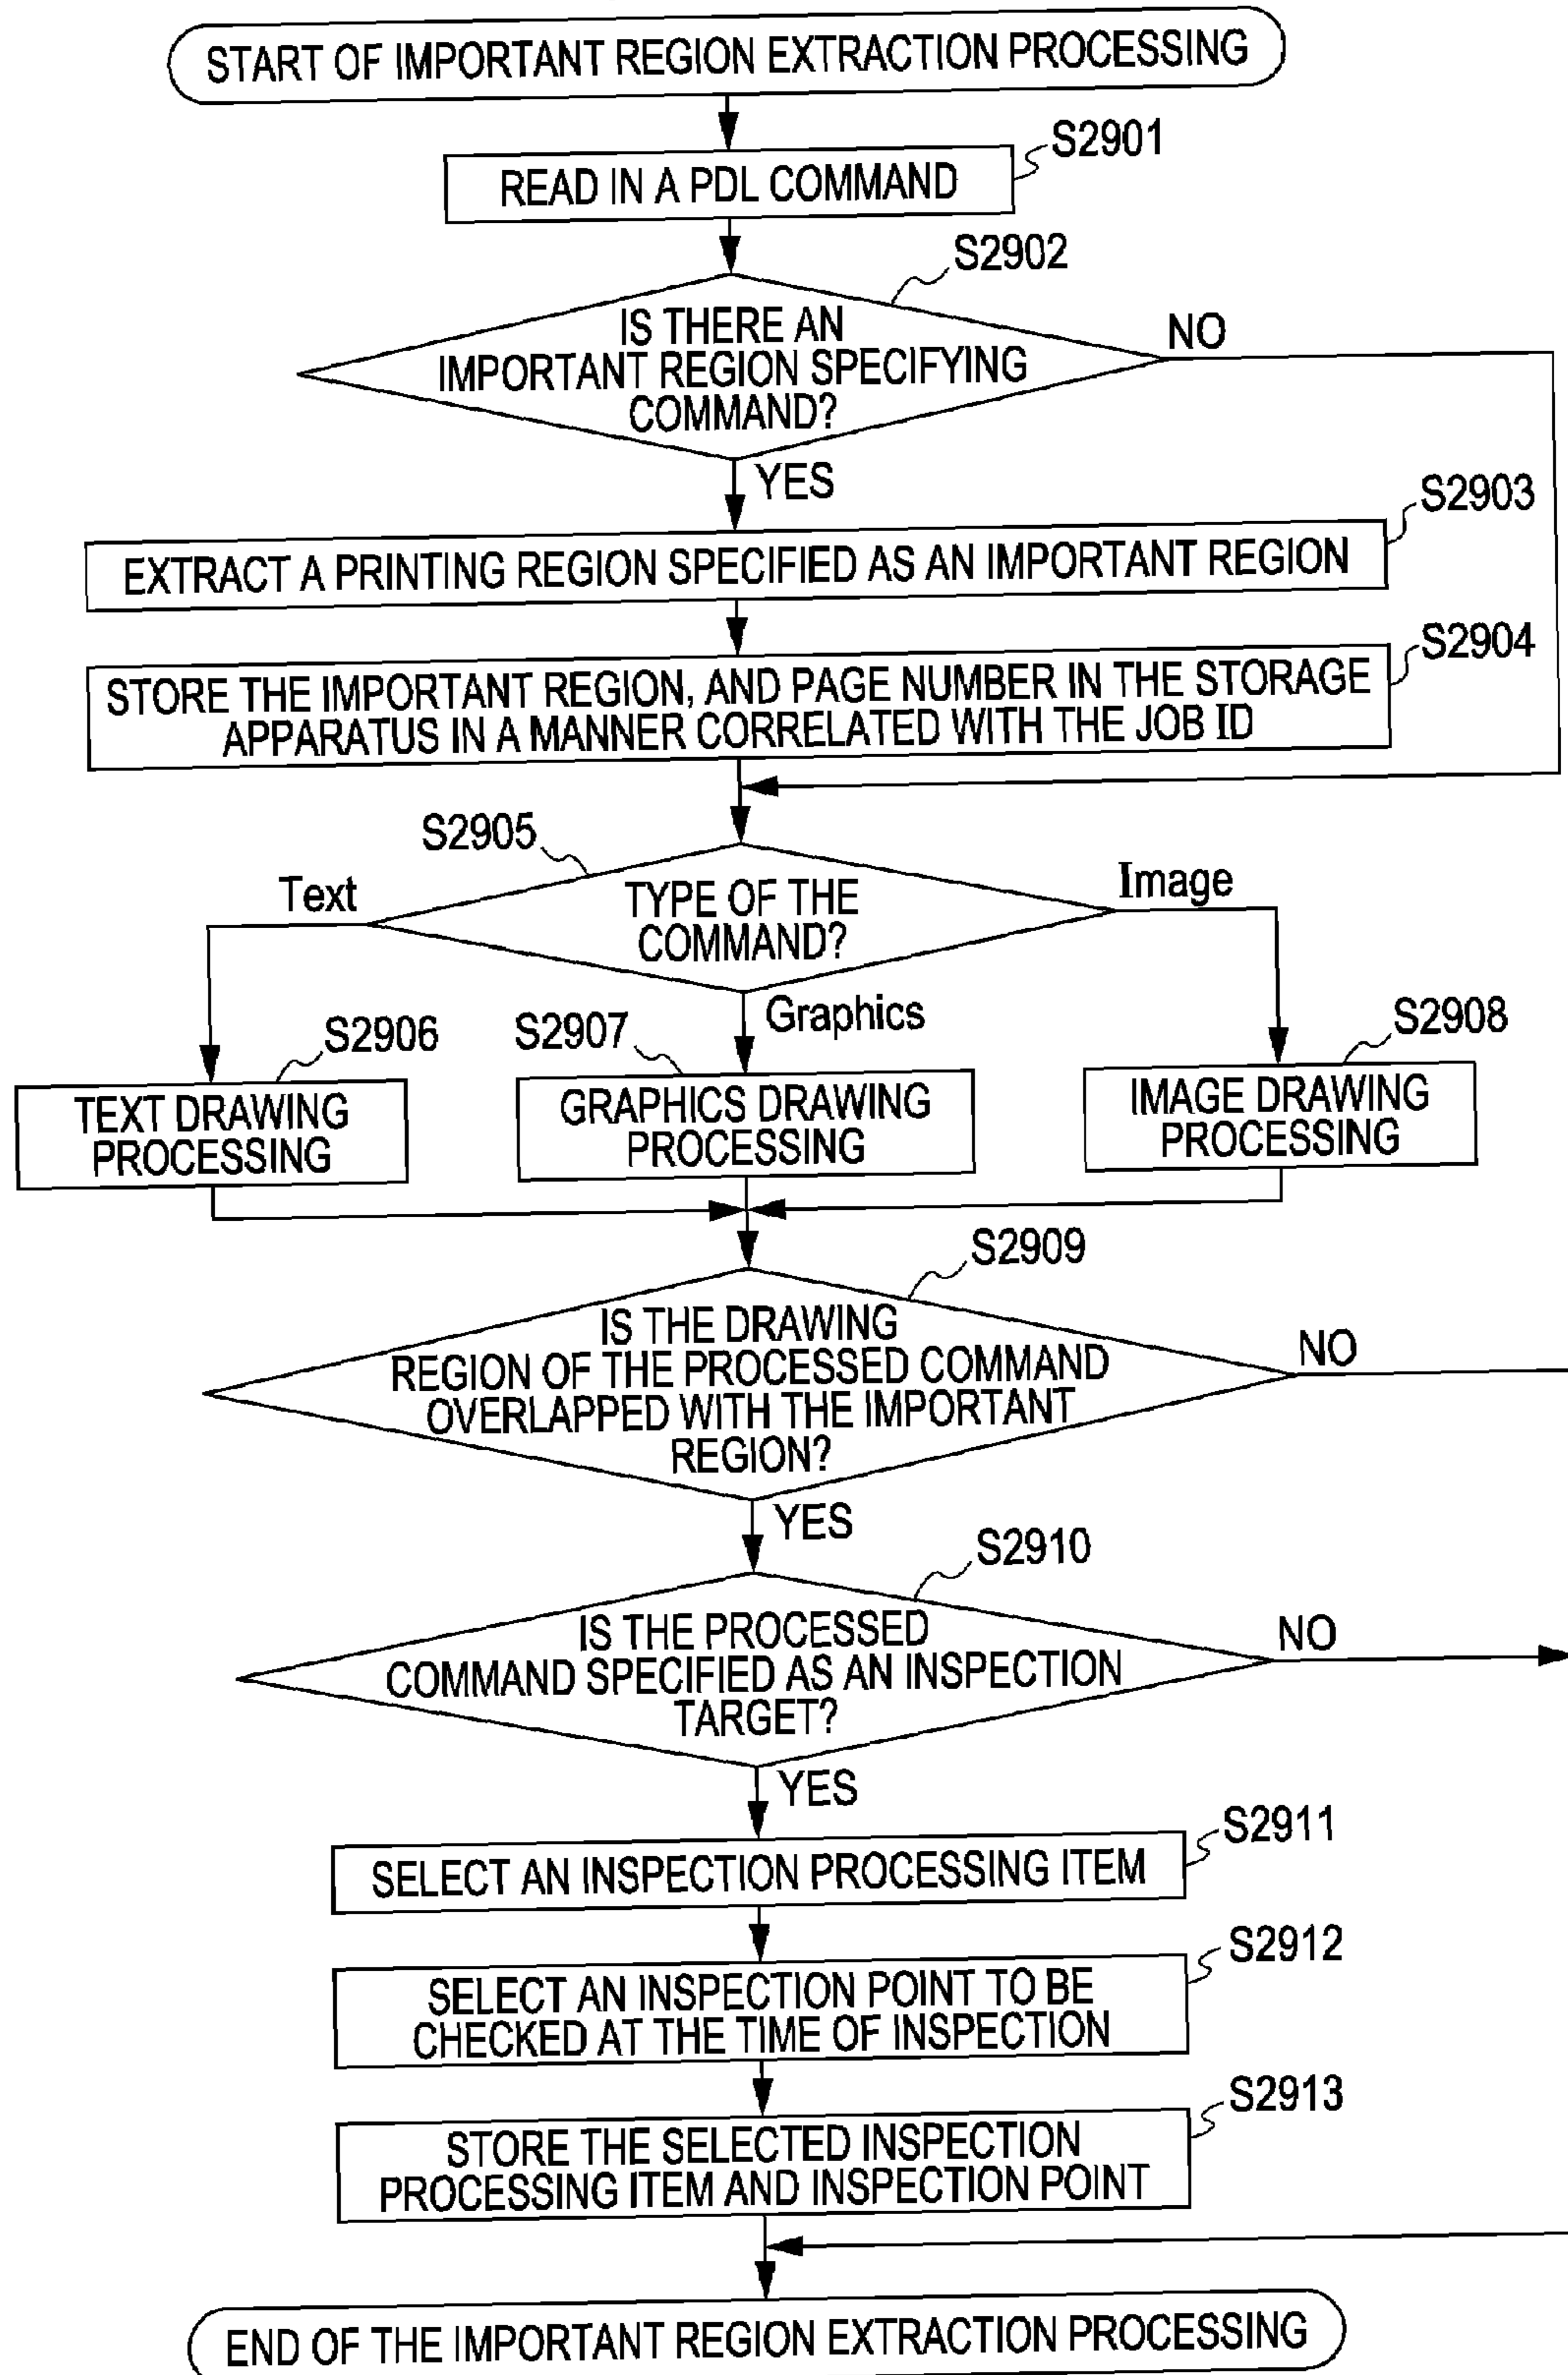 START OF IMPORTANT REGION EXTRACTION PROCESSING
S2901
READ IN A PDL COMMAND
S2902
IS THERE AN
IMPORTANT REGION SPECIFYING
COMMAND?
NO
YES
S2903
EXTRACT A PRINTING REGION SPECIFIED AS AN IMPORTANT REGION
S2904
STORE THE IMPORTANT REGION, AND PAGE NUMBER IN THE STORAGE
APPARATUS IN A MANNER CORRELATED WITH THE JOB ID
S2905
Text
TYPE OF THE
COMMAND?
Image
Graphics
S2906
S2907
S2908
TEXT DRAWING
PROCESSING
GRAPHICS DRAWING
PROCESSING
IMAGE DRAWING
PROCESSING
S2909
IS THE DRAWING
REGION OF THE PROCESSED COMMAND
OVERLAPPED WITH THE IMPORTANT
REGION?
NO
YES
S2910
IS THE PROCESSED
COMMAND SPECIFIED AS AN INSPECTION
TARGET?
NO
YES
S2911
SELECT AN INSPECTION PROCESSING ITEM
S2912
SELECT AN INSPECTION POINT TO BE
CHECKED AT THE TIME OF INSPECTION
S2913
STORE THE SELECTED INSPECTION
PROCESSING ITEM AND INSPECTION POINT
END OF THE IMPORTANT REGION EXTRACTION PROCESSING